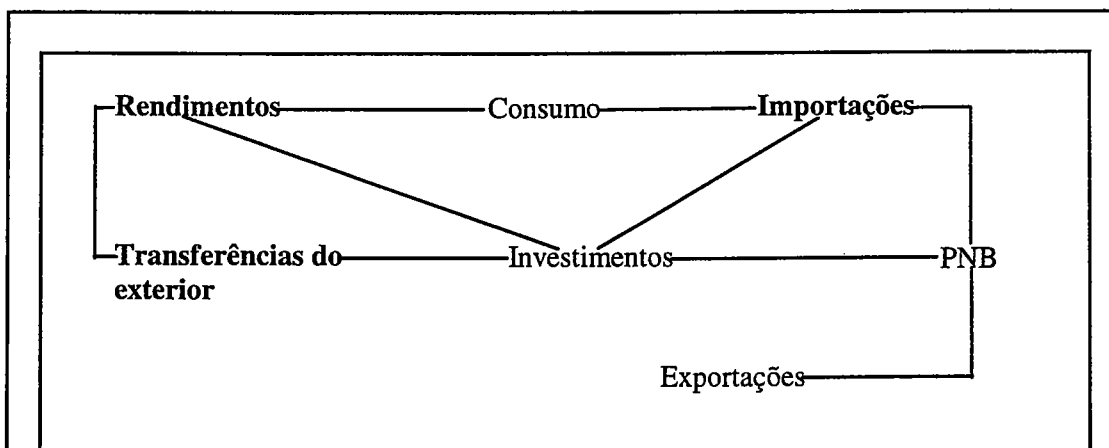 Rendimentos Consumo Importações
Transferências do Investimentos PNB
exterior
Exportações